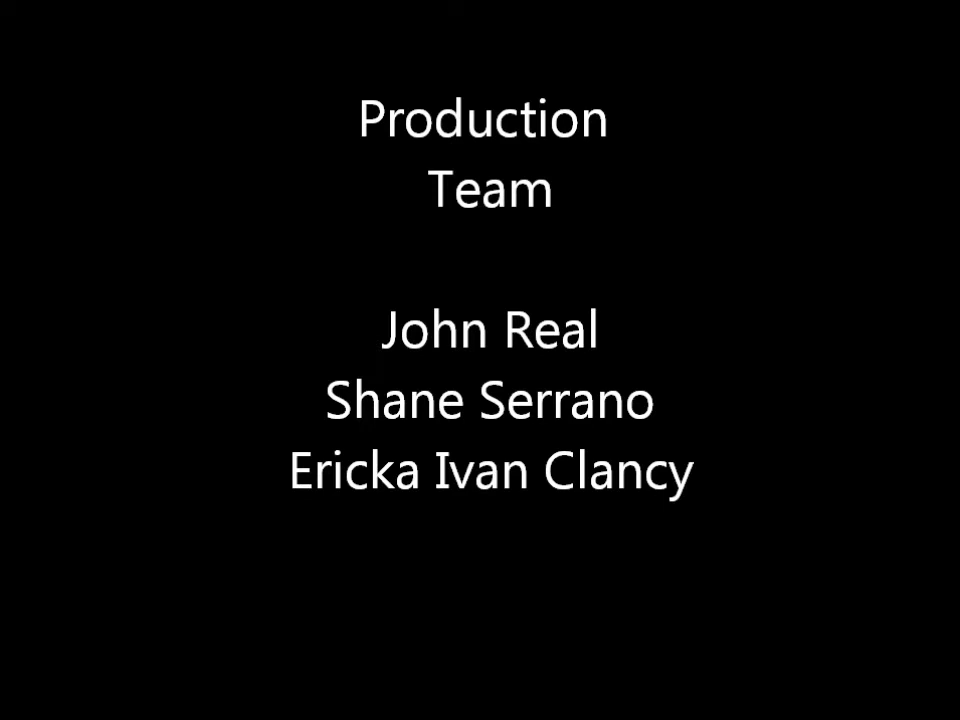 Production
Team
John Real
Shane Serrano
Ericka Ivan Clancy